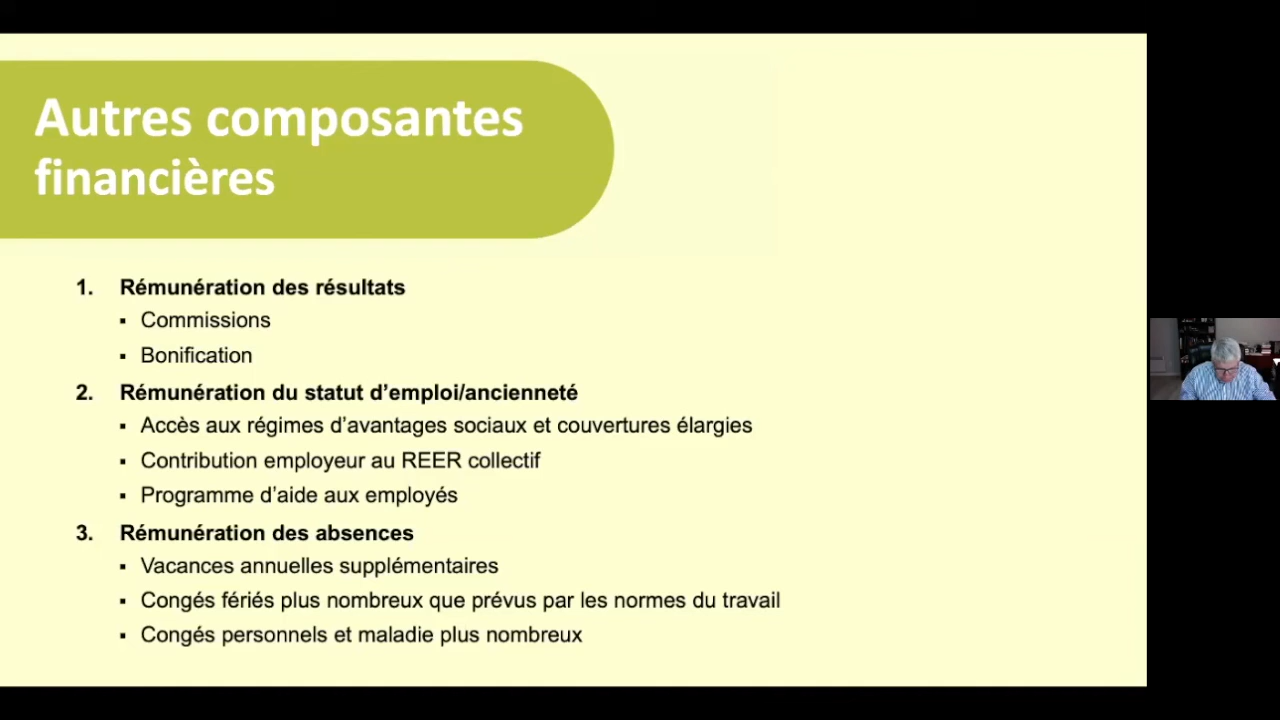 Autres composantes
financières
1. Rémunération des résultats
▪ Commissions
▪ Bonification
2. Rémunération du statut d’emploi/ancienneté
▪ Accès aux régimes d’avantages sociaux et couvertures élargies
▪ Contribution employeur au REER collectif
▪ Programme d’aide aux employés
3. Rémunération des absences
▪ Vacances annuelles supplémentaires
▪ Congés fériés plus nombreux que prévus par les normes du travail
▪ Congés personnels et maladie plus nombreux